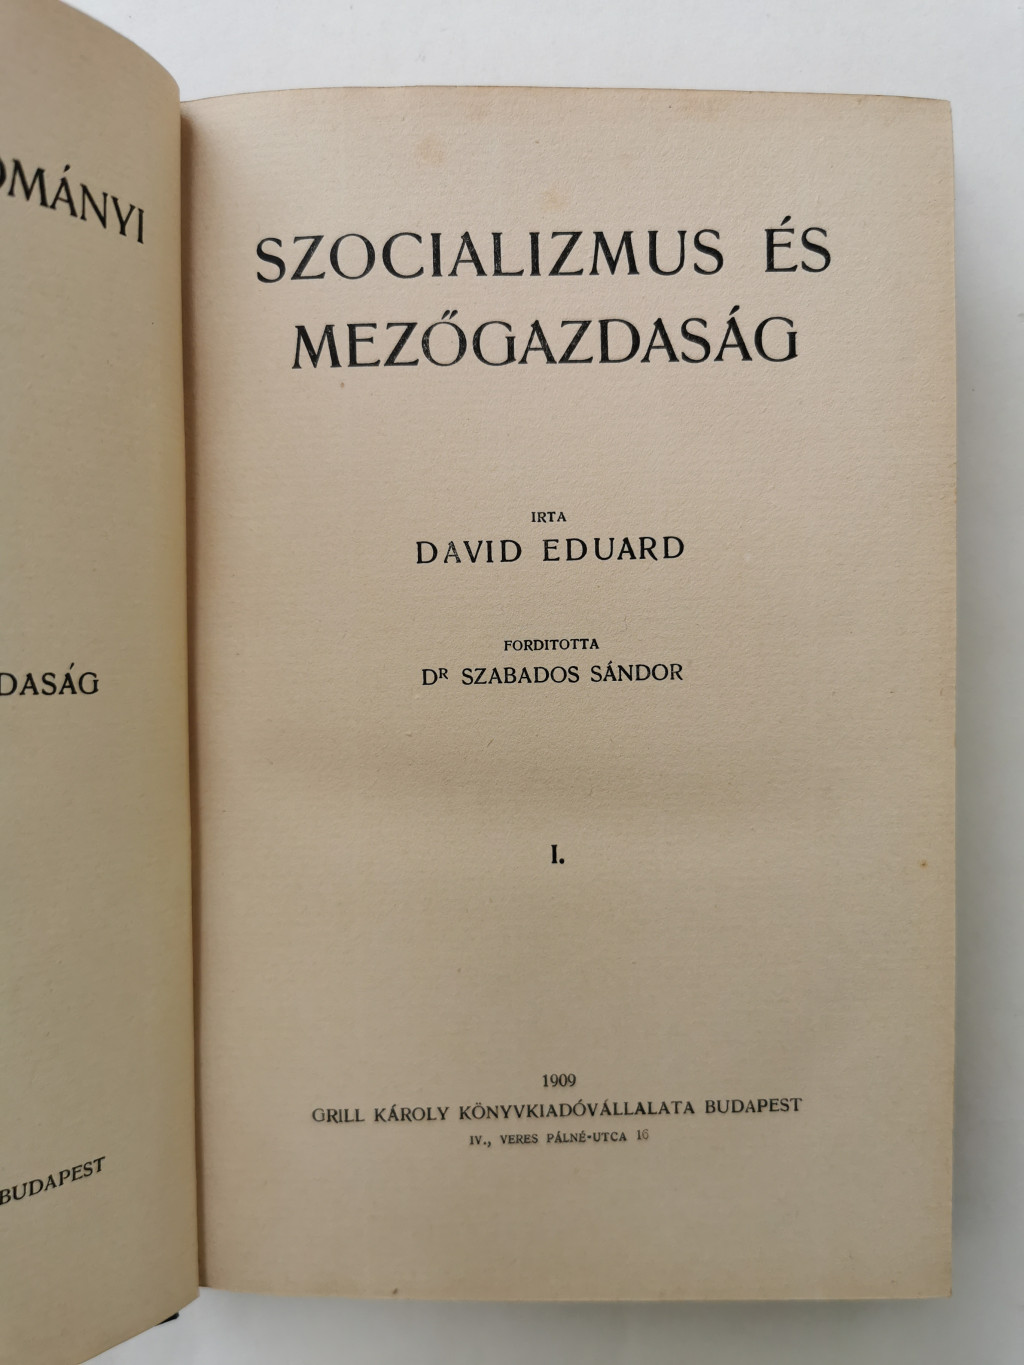 OMÁNYI
DASÁG
BUDAPEST
SZOCIALIZMUS ÉS
MEZŐGAZDASÁG
IRTA
DAVID EDUARD
FORDITOTTA
DR SZABADOS SÁNDOR
I.
1909
GRILL KÁROLY KÖNYVKIADÓVÁLLALATA BUDAPEST
IV., VERES PÁLNÉ-UTCA 16